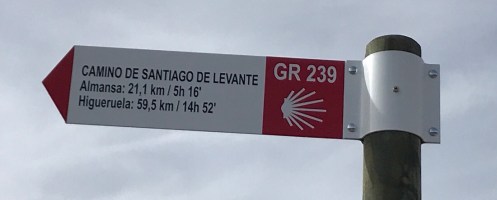 CAMINO DE SANTIAGO DE LEVANTE
Almansa: 21,1 km / 5h 16'
Higueruela: 59,5 km / 14h 52'
GR 239